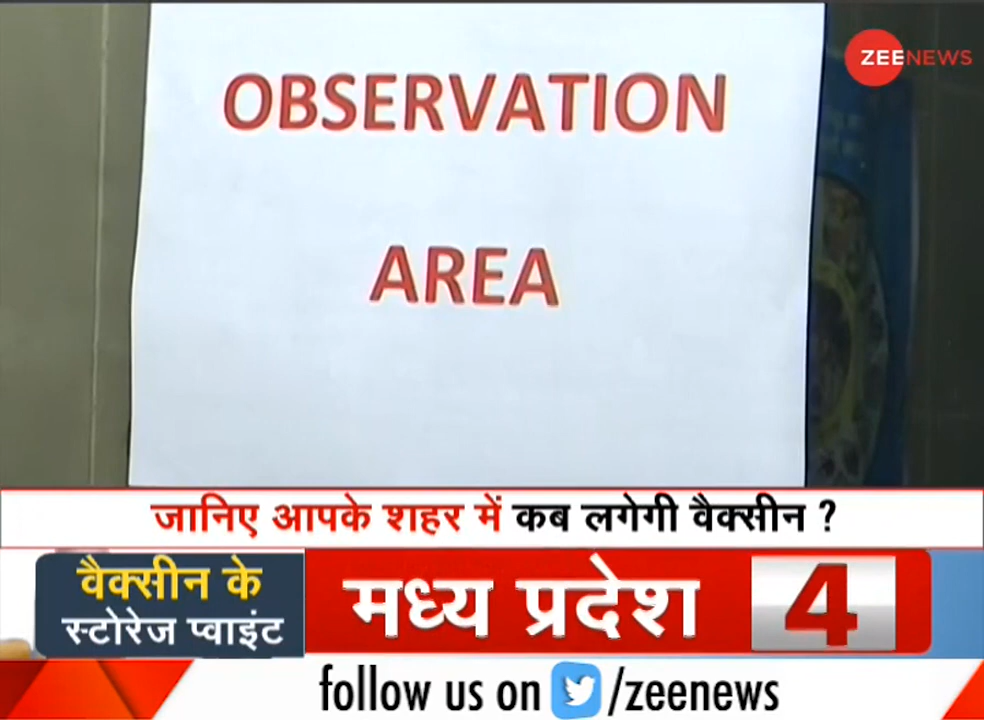 ZEENEWS
OBSERVATION
AREA
जानिए आपके शहर में कब लगेगी वैक्सीन ?
वैक्सीन के
स्टोरेज प्वाइंट
मध्य प्रदेश 4
follow us on /zeenews